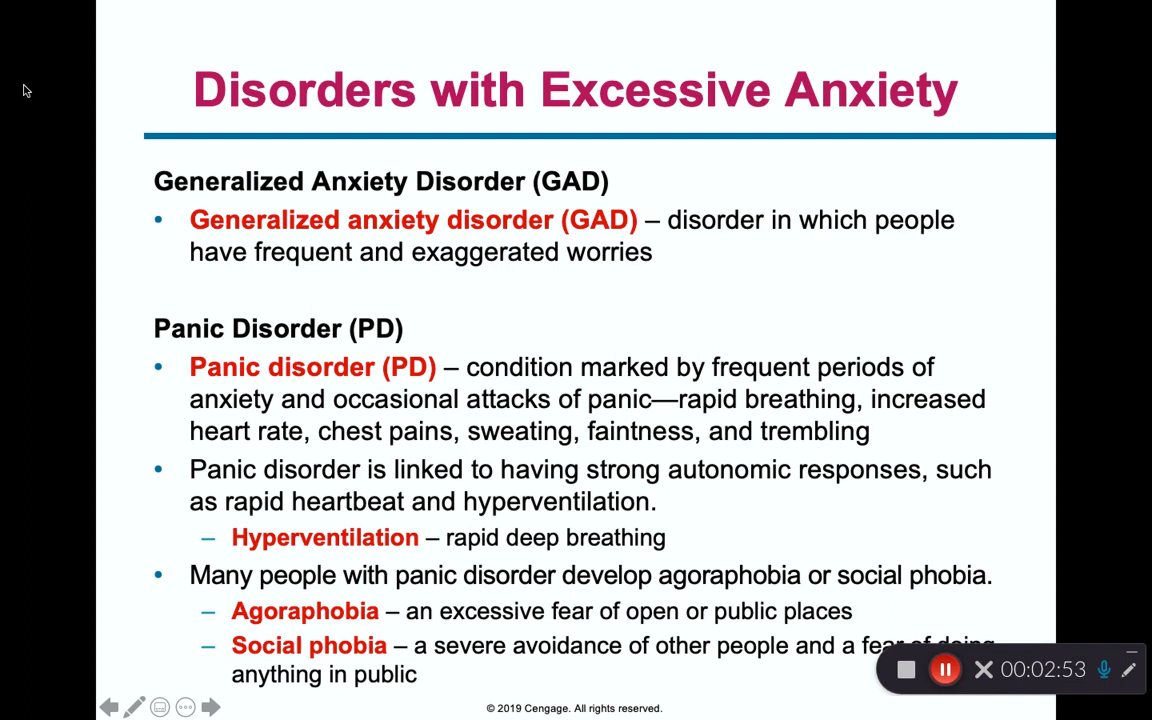 Disorders with Excessive Anxiety
Generalized Anxiety Disorder (GAD)
• Generalized anxiety disorder (GAD) – disorder in which people
have frequent and exaggerated worries
Panic Disorder (PD)
• Panic disorder (PD) – condition marked by frequent periods of
anxiety and occasional attacks of panic—rapid breathing, increased
heart rate, chest pains, sweating, faintness, and trembling
• Panic disorder is linked to having strong autonomic responses, such
as rapid heartbeat and hyperventilation.
– Hyperventilation – rapid deep breathing
• Many people with panic disorder develop agoraphobia or social phobia.
– Agoraphobia – an excessive fear of open or public places
– Social phobia – a severe avoidance of other people and a fear of doing
anything in public
00:02:53
© 2019 Cengage. All rights reserved.